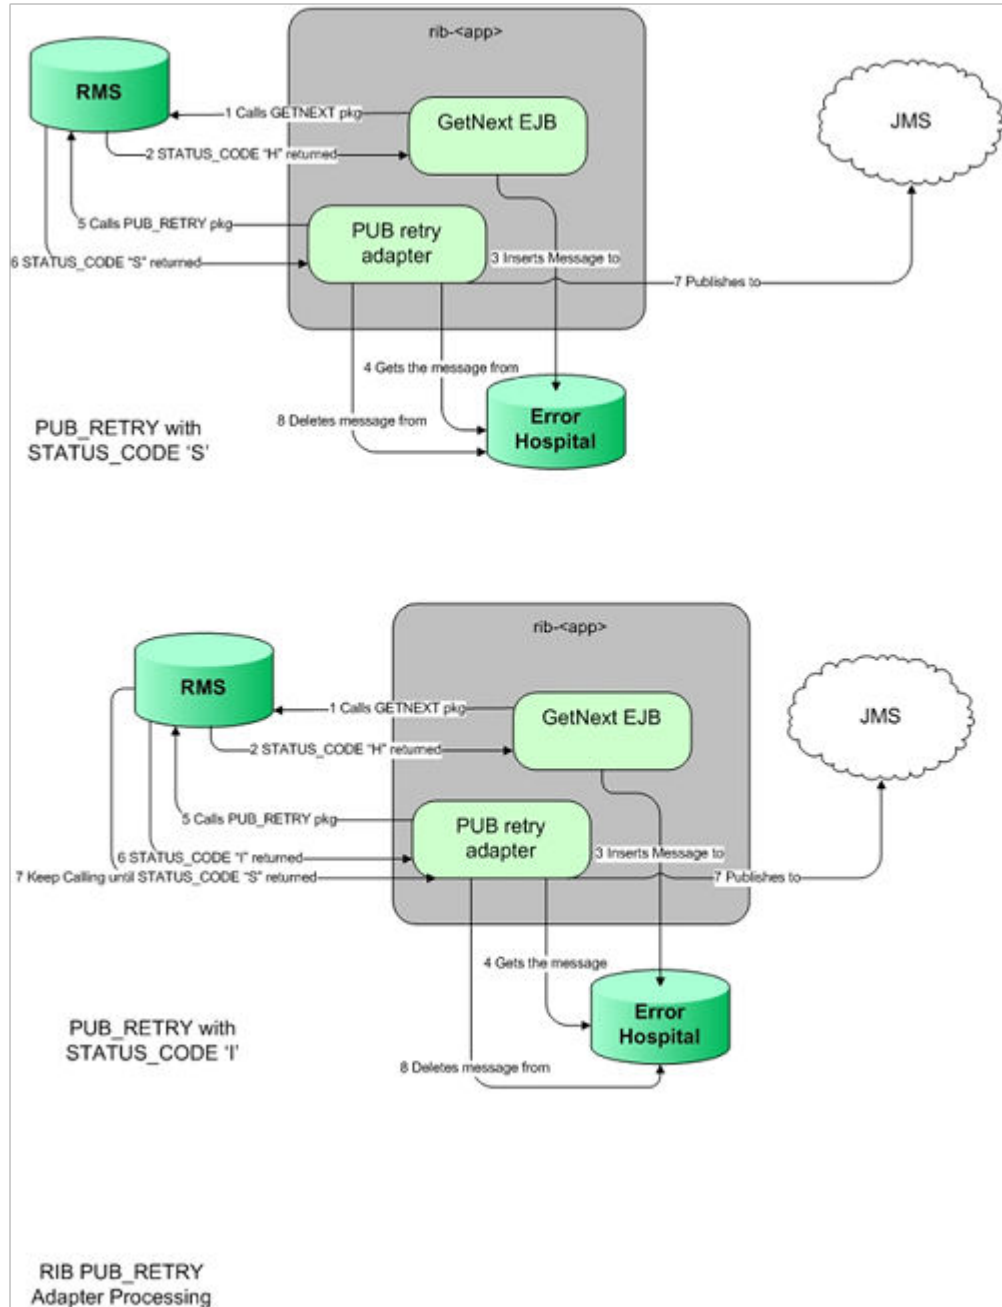 rib-<app>
RMS
1 Calls GETNEXT pkg
GetNext EJB
JMS
2 STATUS_CODE "H" returned
5 Calls PUB_RETRY pkg
PUB retry
adapter
6 STATUS_CODE "S" returned
3 Inserts Message to
7 Publishes to
4 Gets the message from
8 Deletes message from
Error
Hospital
PUB_RETRY with
STATUS_CODE 'S'
rib-<app>
RMS
1 Calls GETNEXT pkg
GetNext EJB
JMS
2 STATUS_CODE "H" returned
5 Calls PUB_RETRY pkg
PUB retry
adapter
6 STATUS_CODE "I" returned
3 Inserts Message to
7 Keep Calling until STATUS_CODE "S" returned
7 Publishes to
4 Gets the message
Error
Hospital
PUB_RETRY with
STATUS_CODE 'I'
8 Deletes message from
RIB PUB_RETRY
Adapter Processing